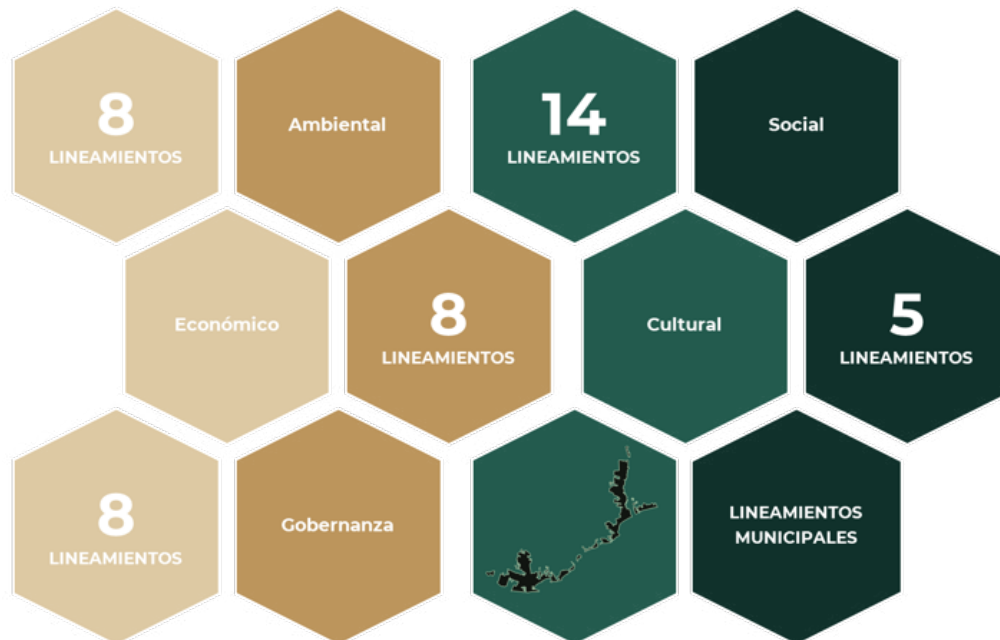 8
LINEAMIENTOS
Ambiental
14
LINEAMIENTOS
Social
Económico
8
LINEAMIENTOS
Cultural
5
LINEAMIENTOS
8
LINEAMIENTOS
Gobernanza
LINEAMIENTOS
MUNICIPALES